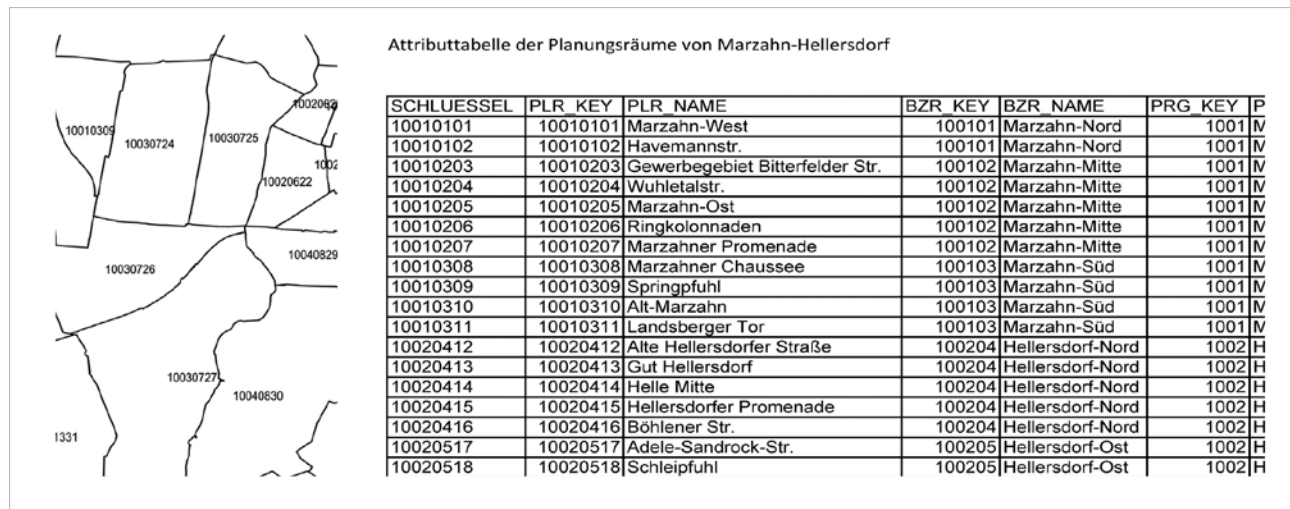 Attributtabelle der Planungsräume von Marzahn-Hellersdorf
SCHLUESSEL PLR_KEY PLR_NAME BZR_KEY BZR_NAME PRG_KEY P
10010101 10010101 Marzahn-West 100101 Marzahn-Nord 1001 M
10010102 10010102 Havemannstr. 100101 Marzahn-Nord 1001 M
10010203 10010203 Gewerbegebiet Bitterfelder Str. 100102 Marzahn-Mitte 1001 M
10010204 10010204 Wuhletalstr. 100102 Marzahn-Mitte 1001 M
10010205 10010205 Marzahn-Ost 100102 Marzahn-Mitte 1001 M
10010206 10010206 Ringkolonnaden 100102 Marzahn-Mitte 1001 M
10010207 10010207 Marzahner Promenade 100102 Marzahn-Mitte 1001 M
10010308 10010308 Marzahner Chaussee 100103 Marzahn-Süd 1001 M
10010309 10010309 Springpfuhl 100103 Marzahn-Süd 1001 M
10010310 10010310 Alt-Marzahn 100103 Marzahn-Süd 1001 M
10010311 10010311 Landsberger Tor 100103 Marzahn-Süd 1001 M
10020412 10020412 Alte Hellersdorfer Straße 100204 Hellersdorf-Nord 1002 H
10020413 10020413 Gut Hellersdorf 100204 Hellersdorf-Nord 1002 H
10020414 10020414 Helle Mitte 100204 Hellersdorf-Nord 1002 H
10020415 10020415 Hellersdorfer Promenade 100204 Hellersdorf-Nord 1002 H
10020416 10020416 Böhlener Str. 100204 Hellersdorf-Nord 1002 H
10020517 10020517 Adele-Sandrock-Str. 100205 Hellersdorf-Ost 1002 H
10020518 10020518 Schleipfuhl 100205 Hellersdorf-Ost 1002 H
10010309
10030724
10030725
1002
10020622
10040829
10030726
10030727
10040830
1331